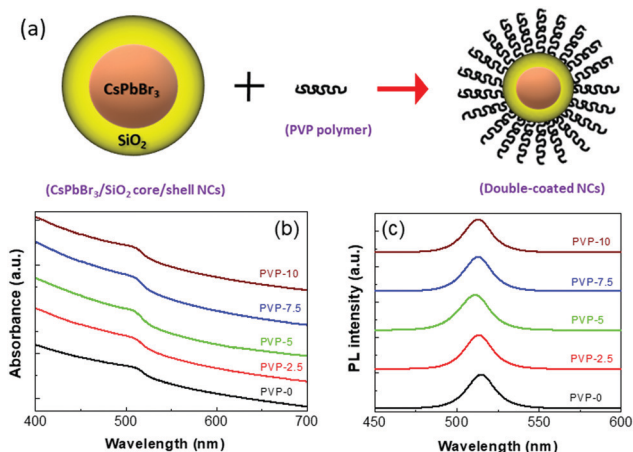 (a)
CsPbBr₃
SiO₂
+
(PVP polymer)
(CsPbBr₃/SiO₂ core/shell NCs)
(Double-coated NCs)
(b)
Absorbance (a.u.)
PVP-10
PVP-7.5
PVP-5
PVP-2.5
PVP-0
400 500 600 700
Wavelength (nm)
(c)
PL intensity (a.u.)
PVP-10
PVP-7.5
PVP-5
PVP-2.5
PVP-0
450 500 550 600
Wavelength (nm)